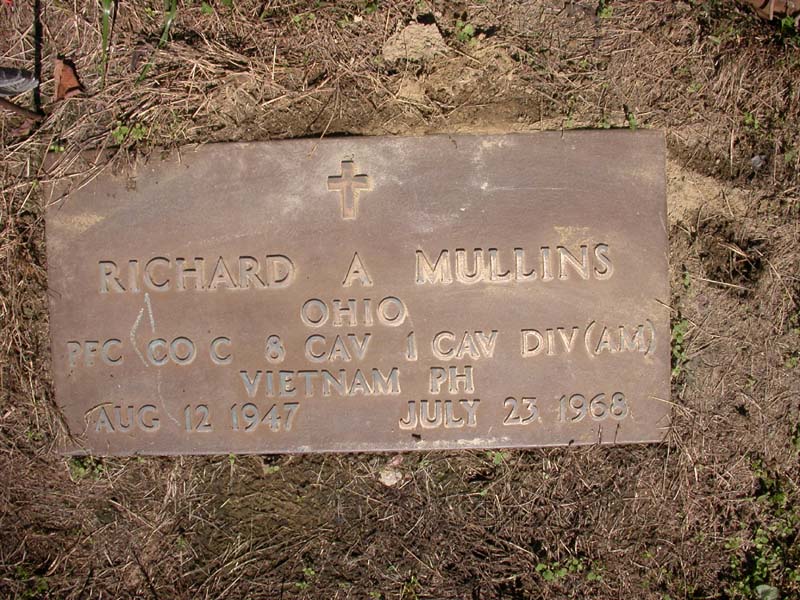 RICHARD A MULLINS
OHIO
PFC CO C 8 CAV 1 CAV DIV (AM)
VIETNAM PH
AUG 12 1947 JULY 23 1968